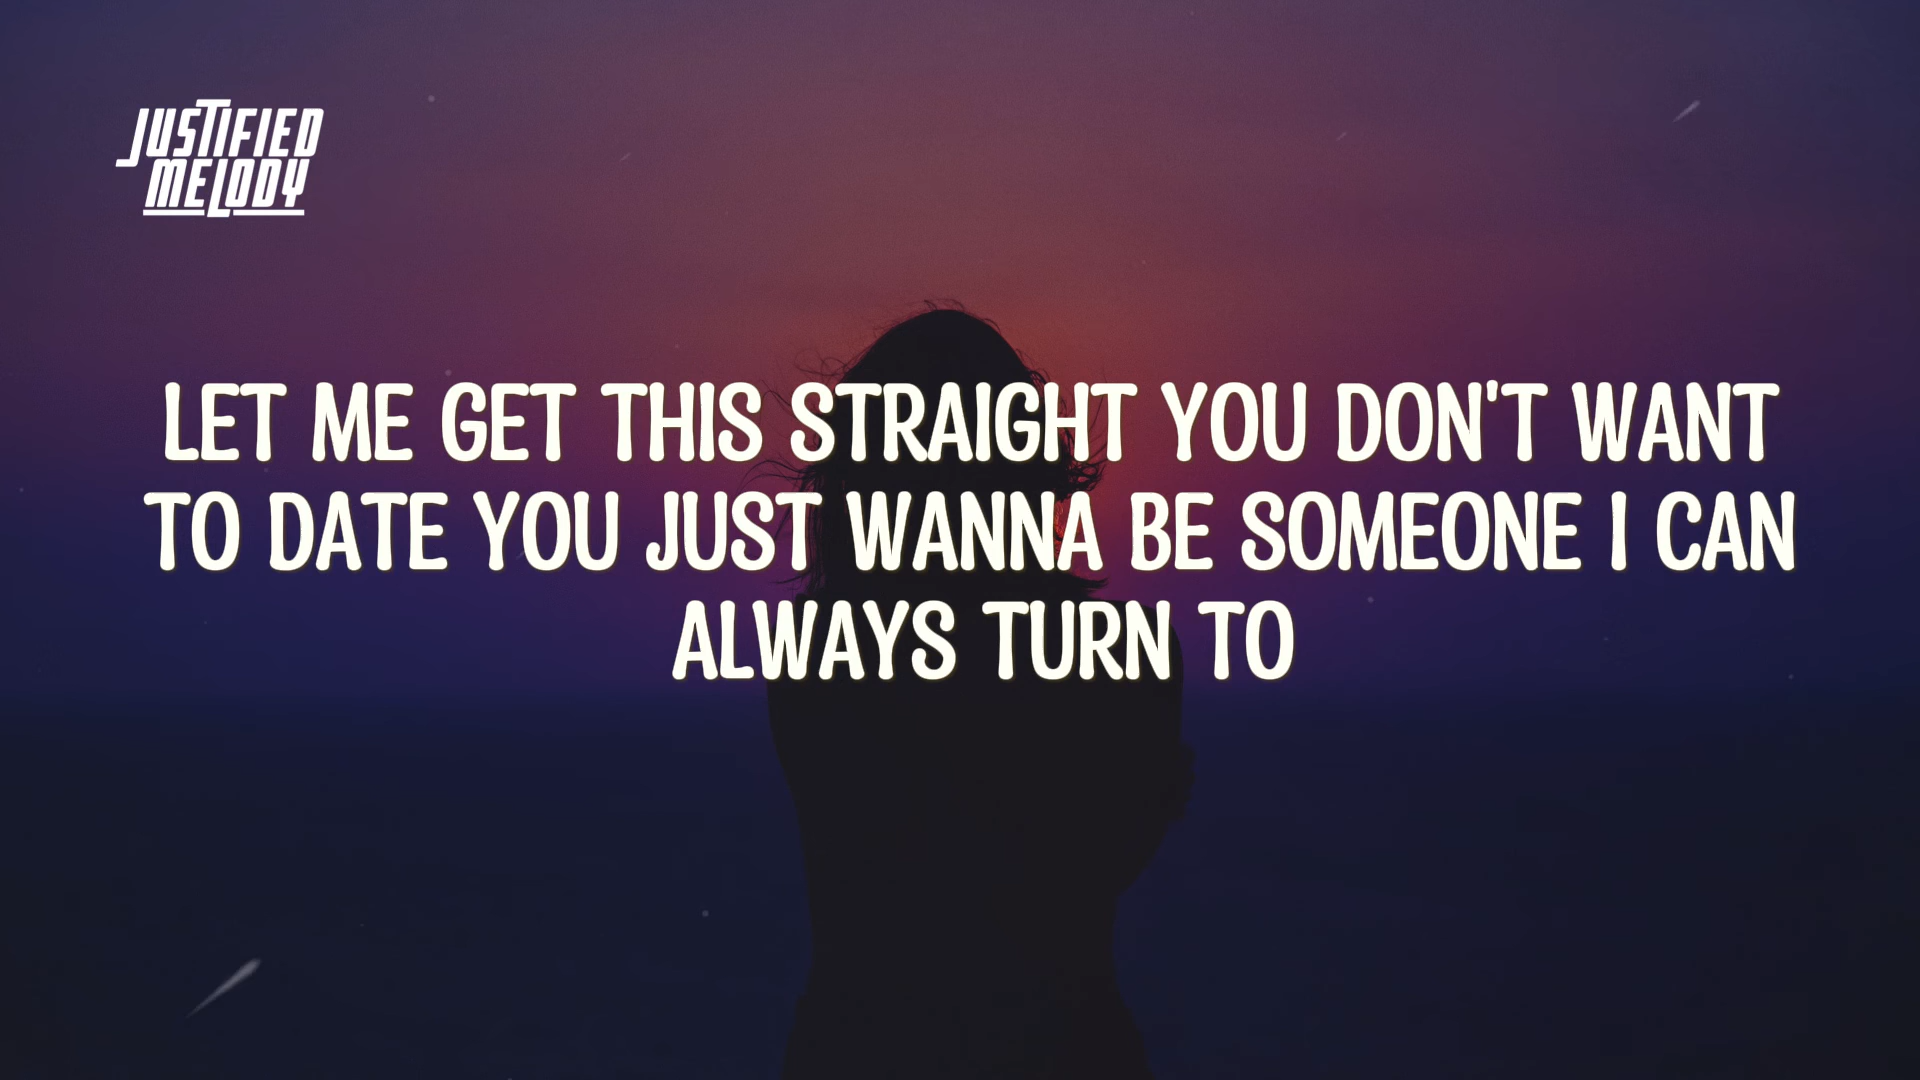 JUSTIFIED
MELODY
LET ME GET THIS STRAIGHT YOU DON'T WANT
TO DATE YOU JUST WANNA BE SOMEONE I CAN
ALWAYS TURN TO